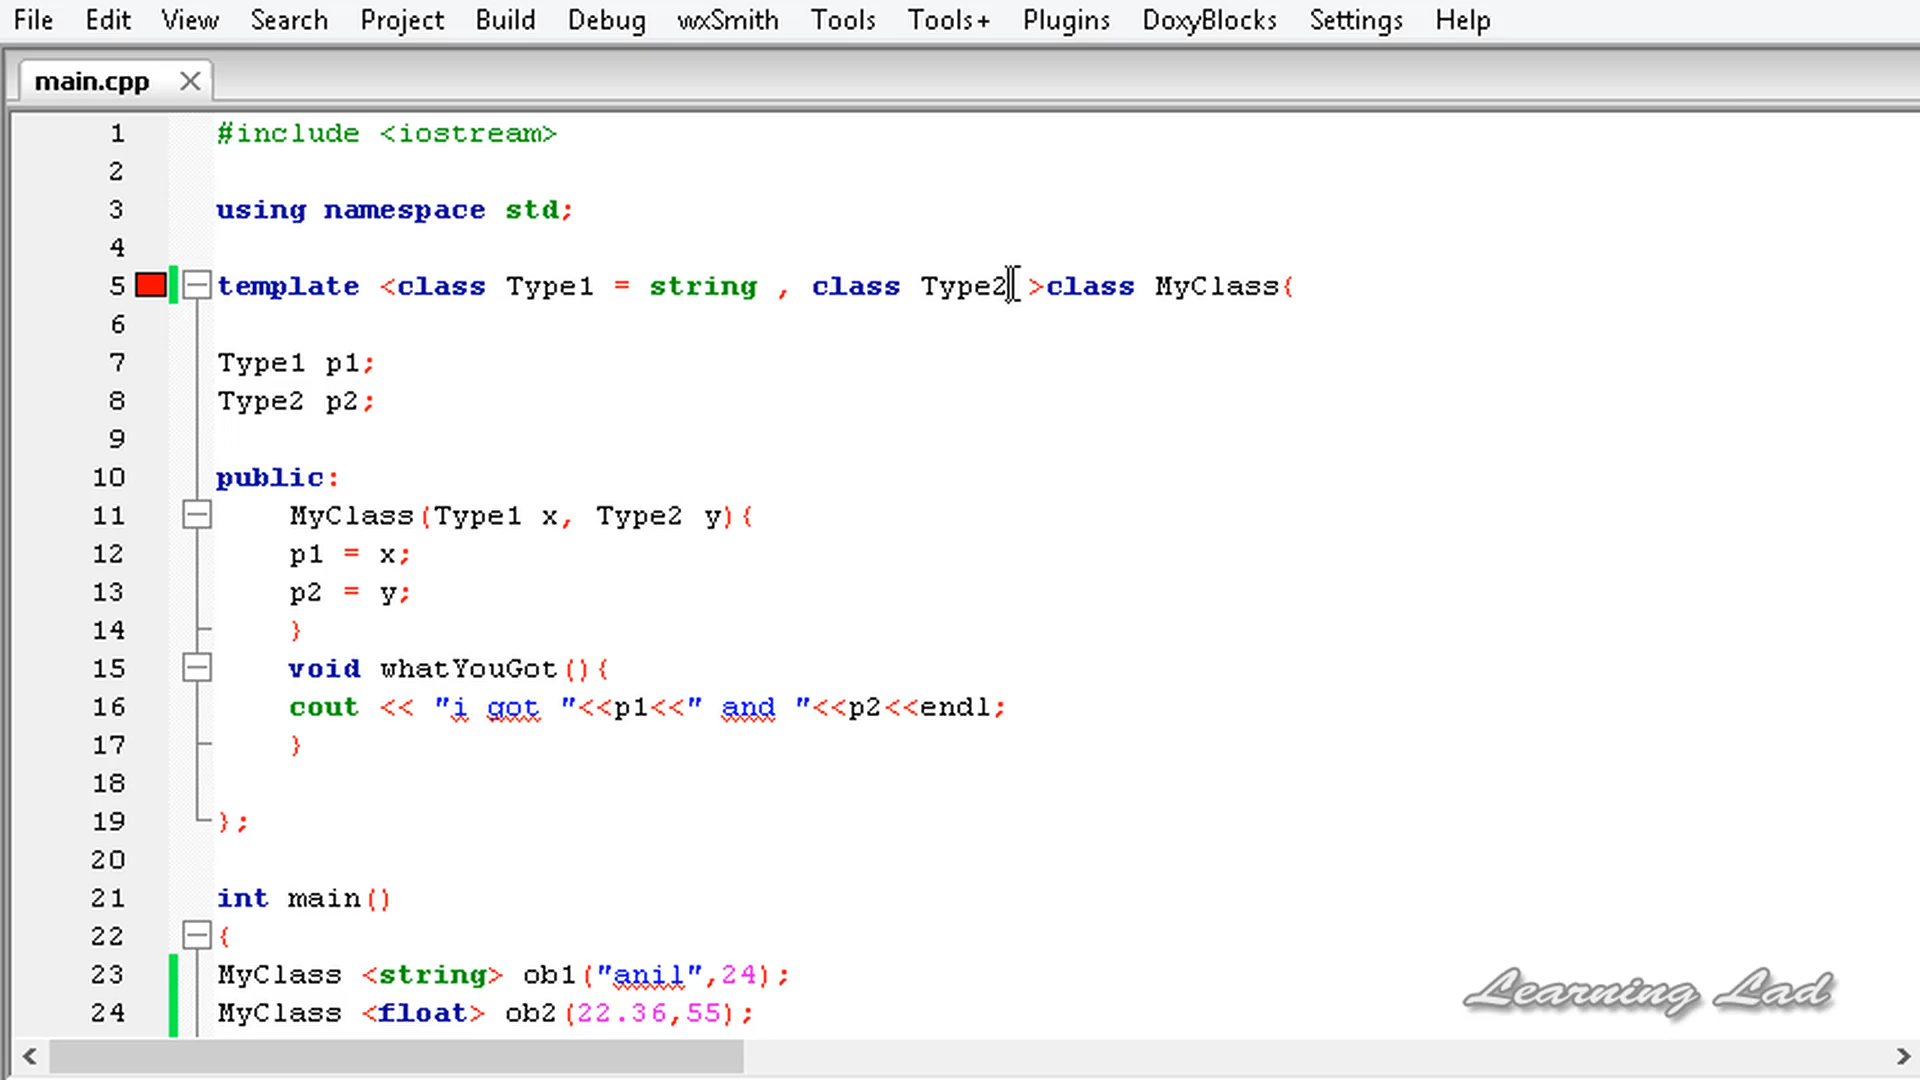 File Edit View Search Project Build Debug wxSmith Tools Tools+ Plugins DoxyBlocks Settings Help
main.cpp
1 #include <iostream>
2
3 using namespace std;
4
5 template <class Type1 = string , class Type2 >class MyClass{
6
7 Type1 p1;
8 Type2 p2;
9
10 public:
11 MyClass(Type1 x, Type2 y){
12 p1 = x;
13 p2 = y;
14 }
15 void whatYouGot(){
16 cout << "i got "<<p1<<" and "<<p2<<endl;
17 }
18
19 };
20
21 int main()
22 {
23 MyClass <string> ob1("anil",24);
24 MyClass <float> ob2(22.36,55);
Learning Lad